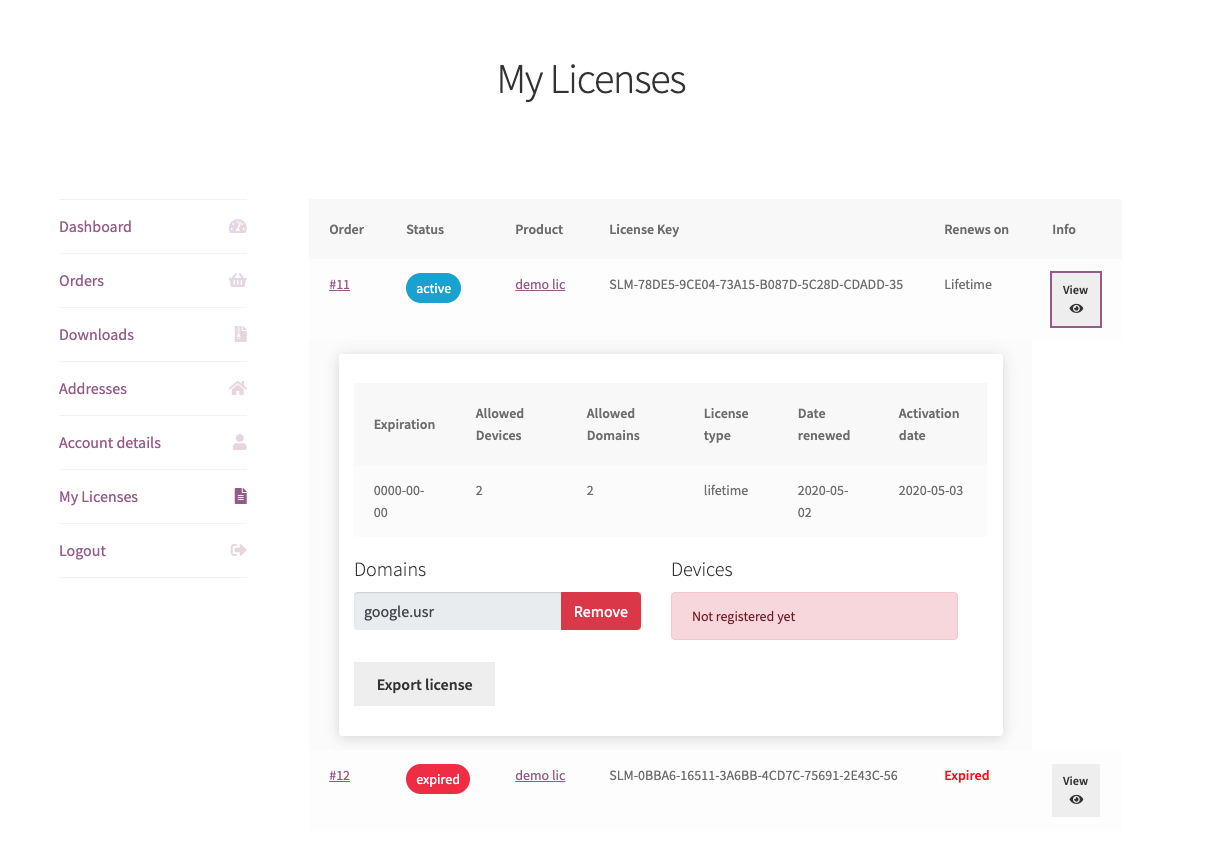 My Licenses
Dashboard
Orders
Downloads
Addresses
Account details
My Licenses
Logout
Order Status Product License Key Renews on Info
#11 active demo lic SLM-78DE5-9CE04-73A15-B087D-5C28D-CDADD-35 Lifetime View
Expiration Allowed Devices Allowed Domains License type Date renewed Activation date
0000-00-00 2 2 lifetime 2020-05-02 2020-05-03
Domains Devices
google.usr Remove Not registered yet
Export license
#12 expired demo lic SLM-0BBA6-16511-3A6BB-4CD7C-75691-2E43C-56 Expired View